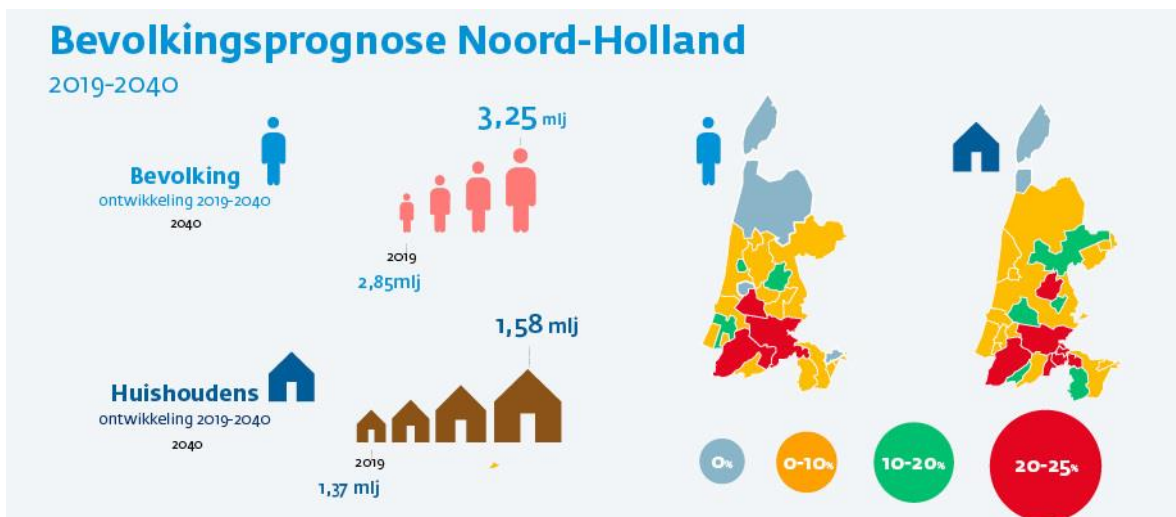 Bevolkingsprognose Noord-Holland
2019-2040
3,25 mlj
Bevolking
ontwikkeling 2019-2040
2040
2019
2,85mlj
1,58 mlj
Huishoudens
ontwikkeling 2019-2040
2040
2019
1,37 mlj
0%
0-10%
10-20%
20-25%